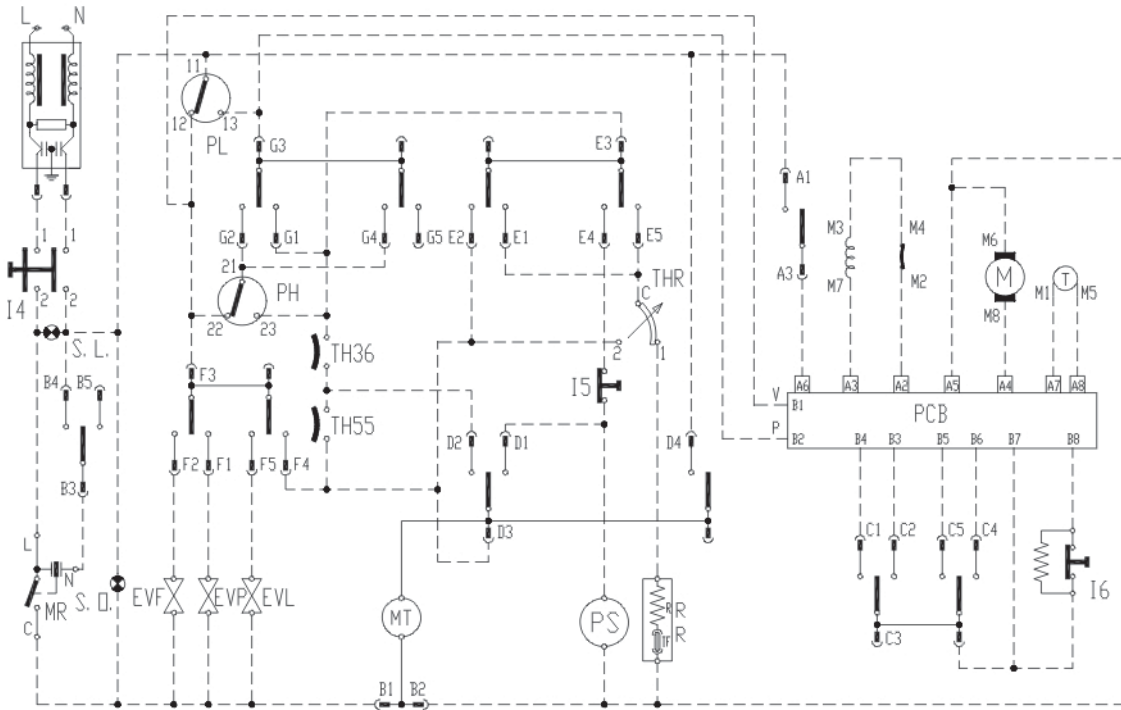 L N
11
12 13
PL
G3
E3
A1
1 1
G2 G1 G4 G5 E2 E1 E4 E5
M3 M4
M6
A3
21
PH
C THR
M
T
I4
2 2
22 23
M7 M2
M1 M5
M8
S. L.
TH36
2 1
B4 B5
F3
I5
A6 A3 A2 A5 A4 A7 A8
V B1
PCB
TH55
D2 D1 D4
P B2
B4 B3 B5 B6 B7 B8
F2 F1 F5 F4
B3
C1 C2 C5 C4
D3
L
N
I6
MR S. O.
EVF EVP EVL
MT
PS
R R
TF R
C3
C
B1 B2